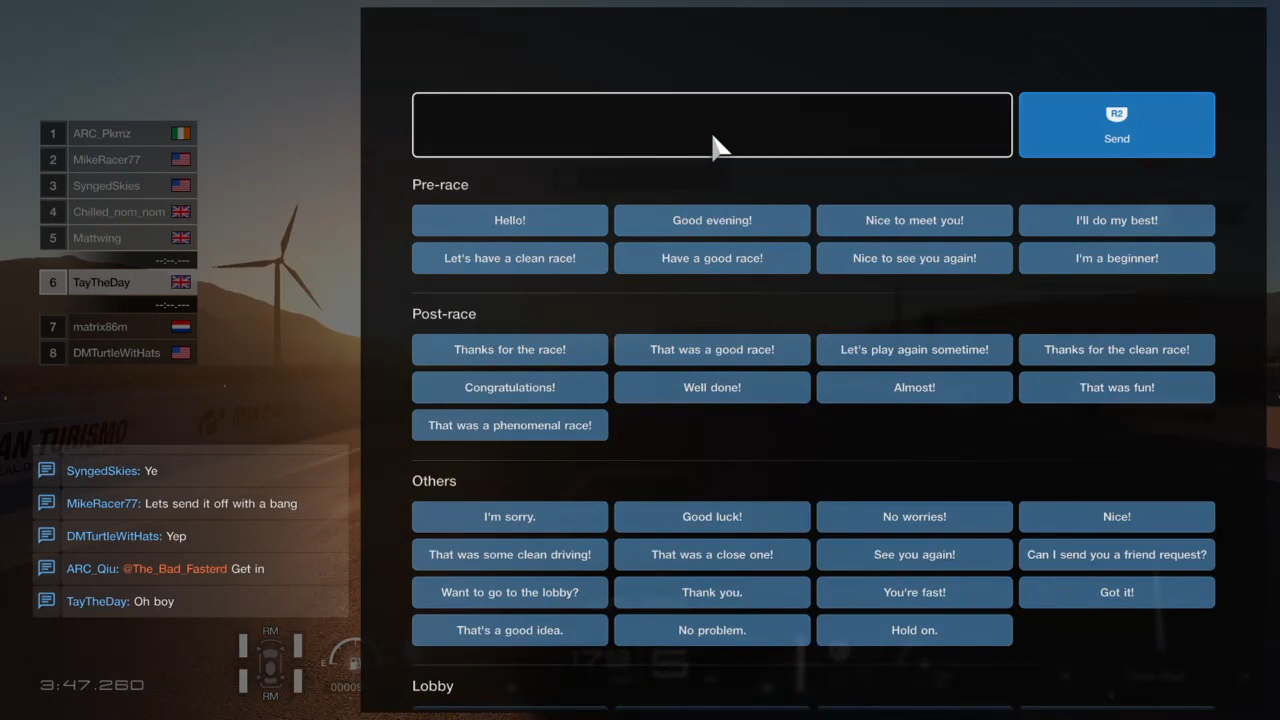 1 ARC_Pkmz
2 MikeRacer77
3 SyngedSkies
4 Chilled_nom_nom
5 Mattwing
--:--.---
6 TayTheDay
--:--.---
7 matrix86m
8 DMTurtleWitHats
SyngedSkies: Ye
MikeRacer77: Lets send it off with a bang
DMTurtleWitHats: Yep
ARC_Qiu: @The_Bad_Fasterd Get in
TayTheDay: Oh boy
RM
E
RM
3:47.260
R2
Send
Pre-race
Hello! Good evening! Nice to meet you! I'll do my best!
Let's have a clean race! Have a good race! Nice to see you again! I'm a beginner!
Post-race
Thanks for the race! That was a good race! Let's play again sometime! Thanks for the clean race!
Congratulations! Well done! Almost! That was fun!
That was a phenomenal race!
Others
I'm sorry. Good luck! No worries! Nice!
That was some clean driving! That was a close one! See you again! Can I send you a friend request?
Want to go to the lobby? Thank you. You're fast! Got it!
That's a good idea. No problem. Hold on.
Lobby